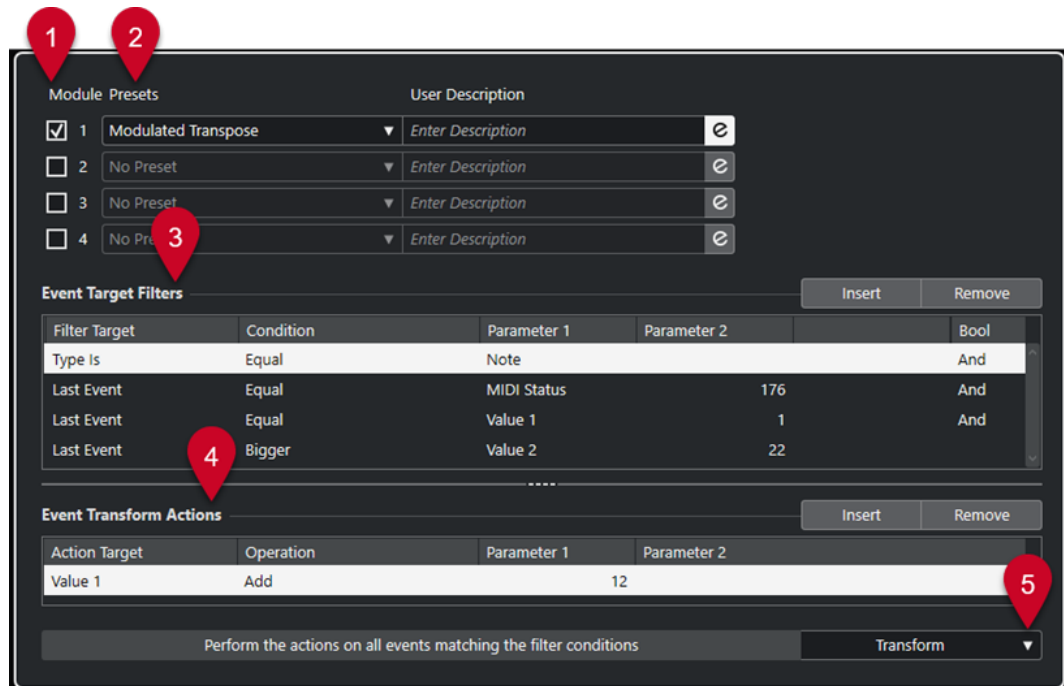 1 2
Module Presets User Description
1 Modulated Transpose Enter Description e
2 No Preset Enter Description e
3 No Preset Enter Description e
4 No Pre Enter Description e
3
Event Target Filters Insert Remove
Filter Target Condition Parameter 1 Parameter 2 Bool
Type Is Equal Note And
Last Event Equal MIDI Status 176 And
Last Event Equal Value 1 1 And
Last Event Bigger Value 2 22
4
Event Transform Actions Insert Remove
Action Target Operation Parameter 1 Parameter 2
Value 1 Add 12
5
Perform the actions on all events matching the filter conditions Transform